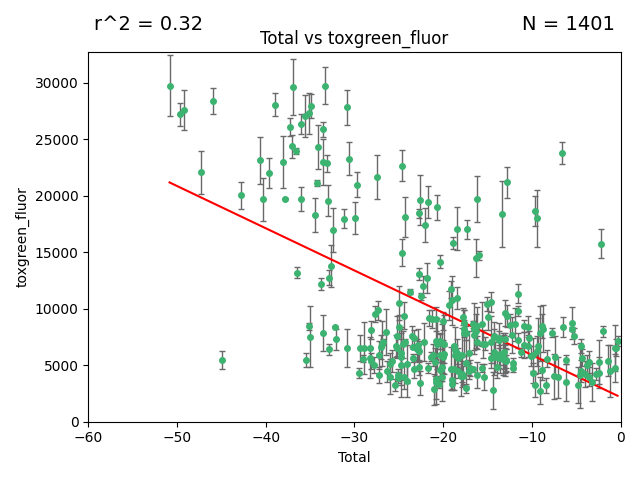 r^2 = 0.32 N = 1401
Total vs toxgreen_fluor
30000
25000
20000
15000
10000
5000
0
toxgreen_fluor
−60 −50 −40 −30 −20 −10 0
Total